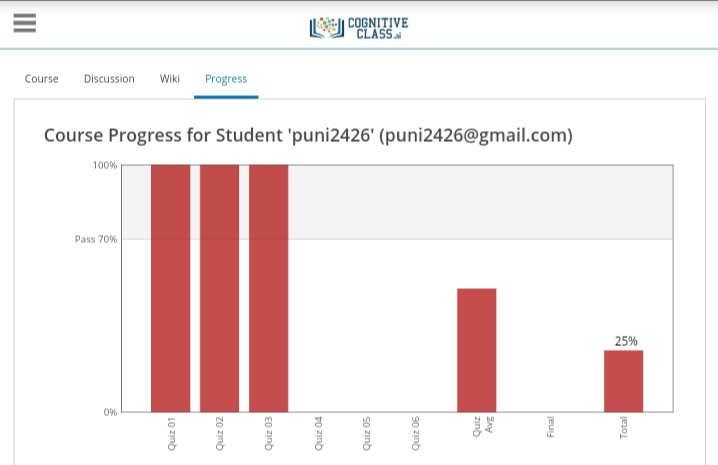 COGNITIVE
CLASS.ai
Course Discussion Wiki Progress
Course Progress for Student 'puni2426' (puni2426@gmail.com)
100%
Pass 70%
25%
0%
Quiz 01
Quiz 02
Quiz 03
Quiz 04
Quiz 05
Quiz 06
Quiz
Avg
Final
Total